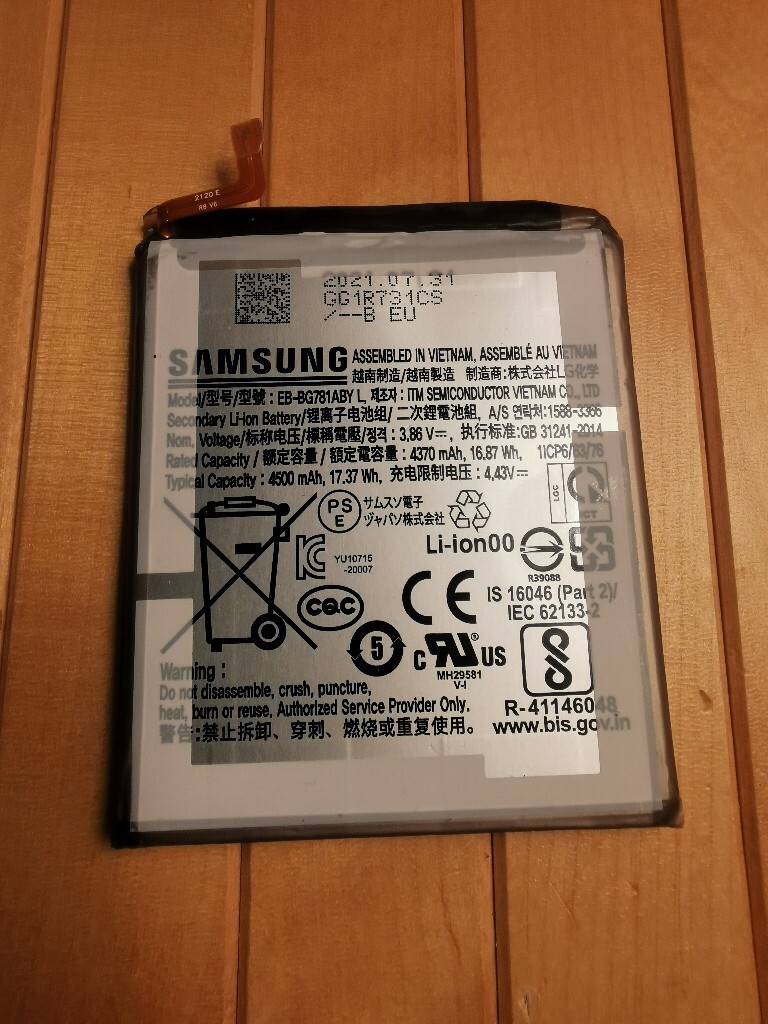 2120 E
R8 V6
2021.07.31
GG1R731CS
/--B EU
SAMSUNG ASSEMBLED IN VIETNAM, ASSEMBLÉ AU VIETNAM
越南制造/越南製造 制造商:株式会社LG化学
Model/型号/型號 : EB-BG781ABY L, 제조자 : ITM SEMICONDUCTOR VIETNAM CO., LTD
Secondary Li-ion Battery/锂离子电池组/二次鋰電池組, A/S 연락처:1588-3366
Nom. Voltage/标称电压/標稱電壓/정격 : 3,86 V⎓, 执行标准:GB 31241-2014
Rated Capacity / 额定容量 / 額定電容量 : 4370 mAh, 16.87 Wh, 1ICP6/63/76
Typical Capacity : 4500 mAh, 17.37 Wh, 充电限制电压 : 4,43V⎓
PS
E
サムスン電子
ジャパン株式会社
LGC
YU10715
-20007
Li-ion00
R39088
CQC
CE
IS 16046 (Part 2)/
IEC 62133-2
5
c RU® US
MH29581
V-I
Warning :
Do not disassemble, crush, puncture,
heat, burn or reuse. Authorized Service Provider Only.
警告:禁止拆卸、穿刺、燃烧或重复使用。
R-41146048
www.bis.gov.in